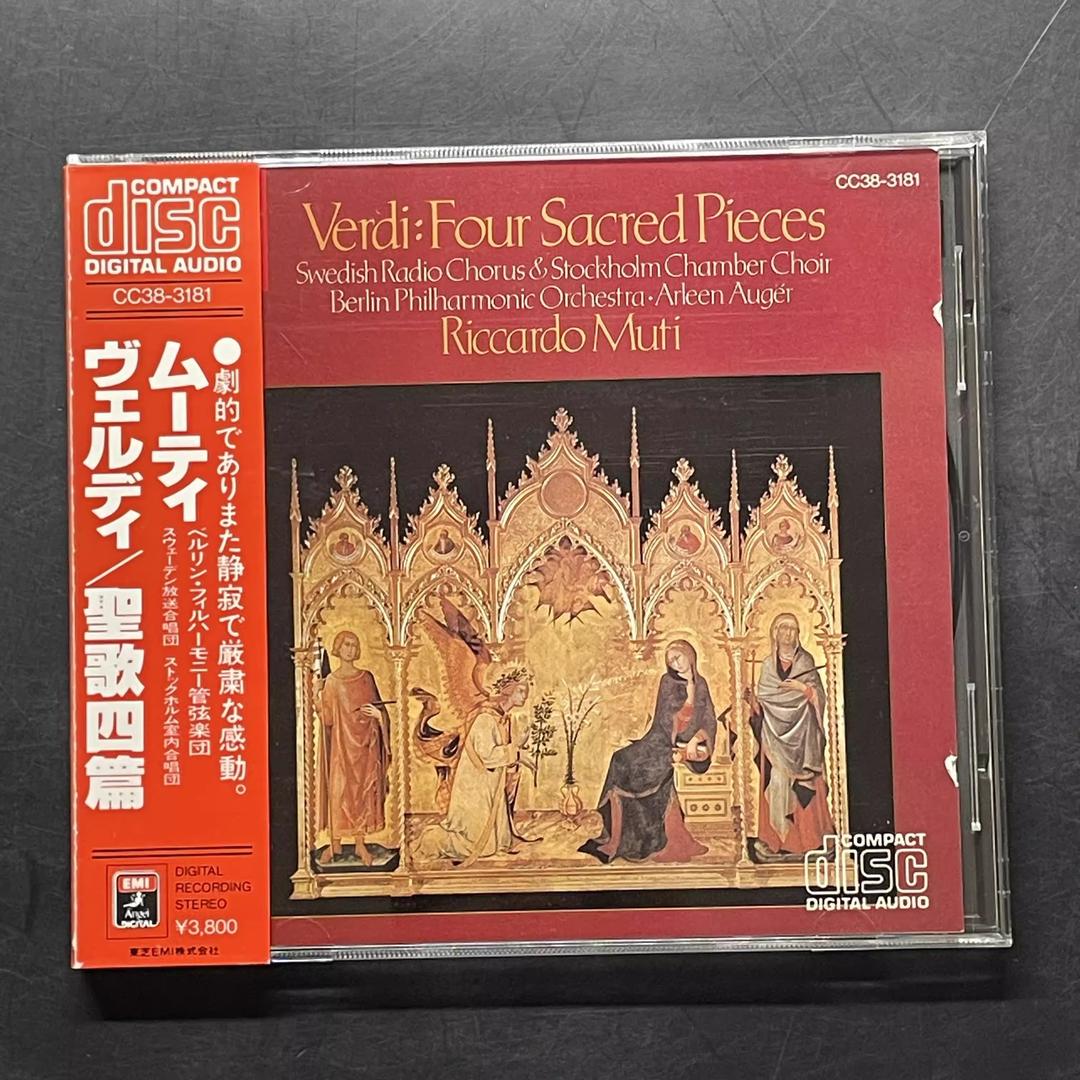 COMPACT
disc
DIGITAL AUDIO
CC38-3181
●劇的でありまた静寂で厳粛な感動。
ムーティ
ベルリン・フィルハーモニー管弦楽団
スウェーデン放送合唱団 ストックホルム室内合唱団
ヴェルディ/聖歌四篇
EMI
Angel
DIGITAL
DIGITAL
RECORDING
STEREO
¥3,800
東芝EMI株式会社
CC38-3181
Verdi:Four Sacred Pieces
Swedish Radio Chorus & Stockholm Chamber Choir
Berlin Philharmonic Orchestra・Arleen Augér
Riccardo Muti
COMPACT
disc
DIGITAL AUDIO